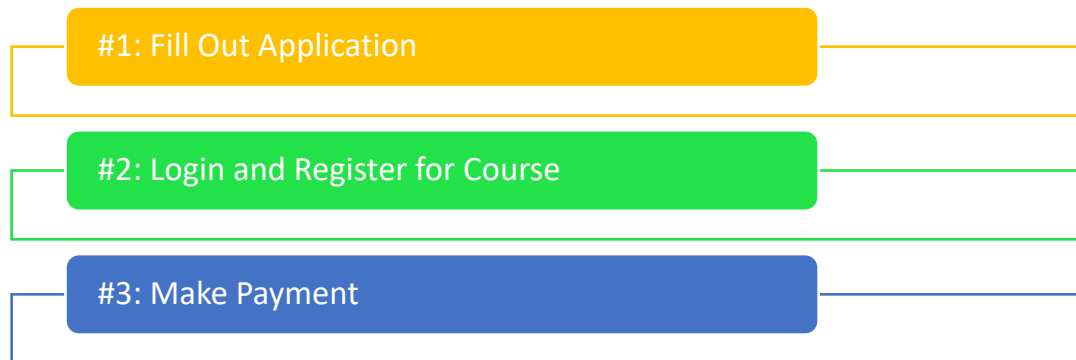 #1: Fill Out Application
#2: Login and Register for Course
#3: Make Payment